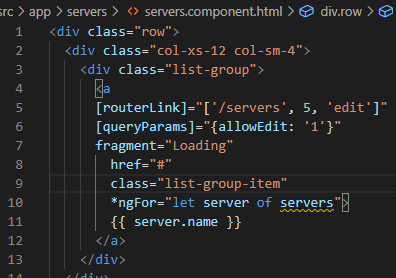 src > app > servers > servers.component.html > div.row >
1 <div class="row">
2 <div class="col-xs-12 col-sm-4">
3 <div class="list-group">
4 <a
5 [routerLink]="['/servers', 5, 'edit']"
6 [queryParams]="{allowEdit: '1'}"
7 fragment="Loading"
8 href="#"
9 class="list-group-item"
10 *ngFor="let server of servers">
11 {{ server.name }}
12 </a>
13 </div>
14 </div>